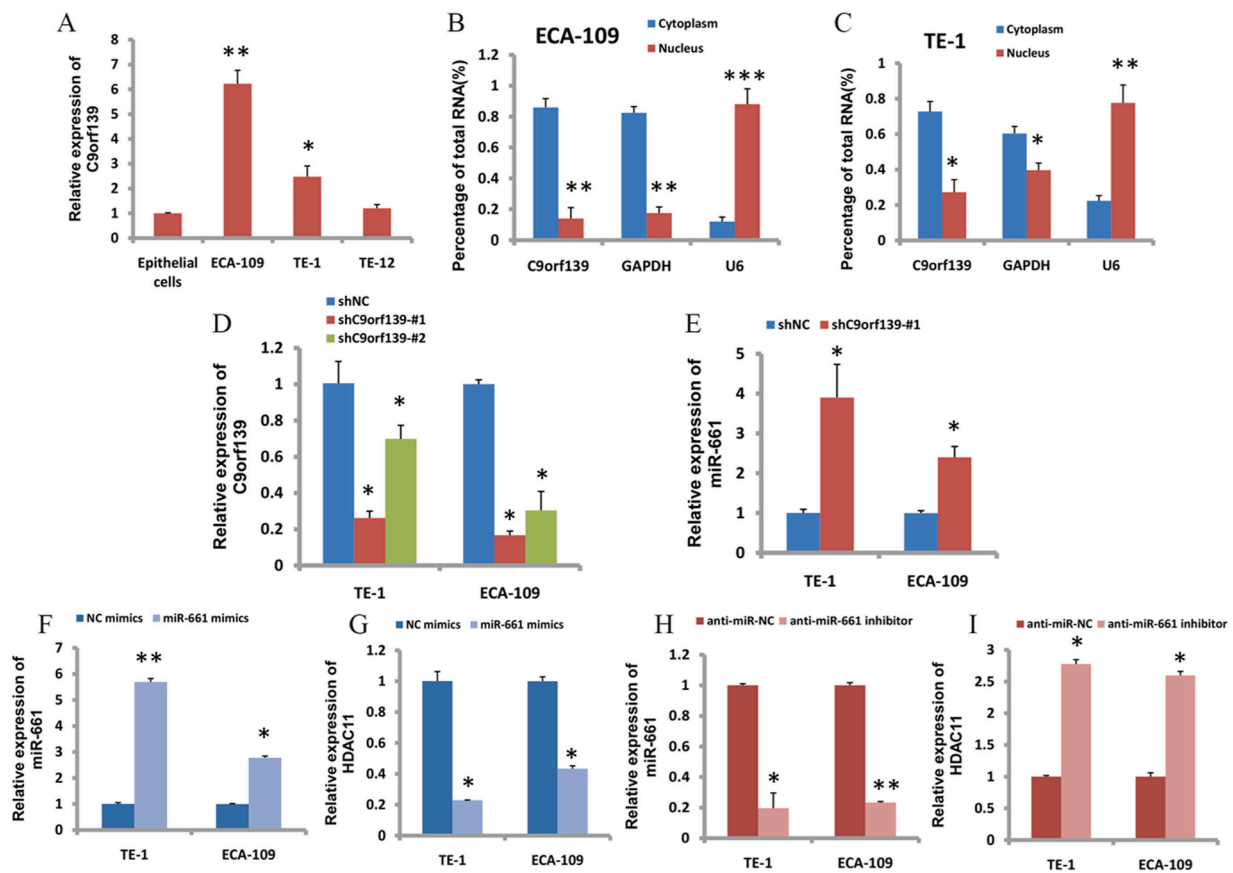 A
Relative expression of
C9orf139
8
7
6
5
4
3
2
1
0
**
*
Epithelial
cells
ECA-109
TE-1
TE-12
B
ECA-109
Cytoplasm
Nucleus
Percentage of total RNA(%)
1.2
1
0.8
0.6
0.4
0.2
0
**
**
***
C9orf139
GAPDH
U6
C
TE-1
Cytoplasm
Nucleus
Percentage of total RNA(%)
1
0.8
0.6
0.4
0.2
0
*
*
**
C9orf139
GAPDH
U6
D
shNC
shC9orf139-#1
shC9orf139-#2
Relative expression of
C9orf139
1.2
1
0.8
0.6
0.4
0.2
0
*
*
*
*
TE-1
ECA-109
E
shNC
shC9orf139-#1
Relative expression of
miR-661
5
4
3
2
1
0
*
*
TE-1
ECA-109
F
NC mimics
miR-661 mimics
Relative expression of
miR-661
7
6
5
4
3
2
1
0
**
*
TE-1
ECA-109
G
NC mimics
miR-661 mimics
Relative expression of
HDAC11
1.2
1
0.8
0.6
0.4
0.2
0
*
*
TE-1
ECA-109
H
anti-miR-NC
anti-miR-661 inhibitor
Relative expression of
miR-661
1.2
1
0.8
0.6
0.4
0.2
0
*
**
TE-1
ECA-109
I
anti-miR-NC
anti-miR-661 inhibitor
Relative expression of
HDAC11
3
2.5
2
1.5
1
0.5
0
*
*
TE-1
ECA-109